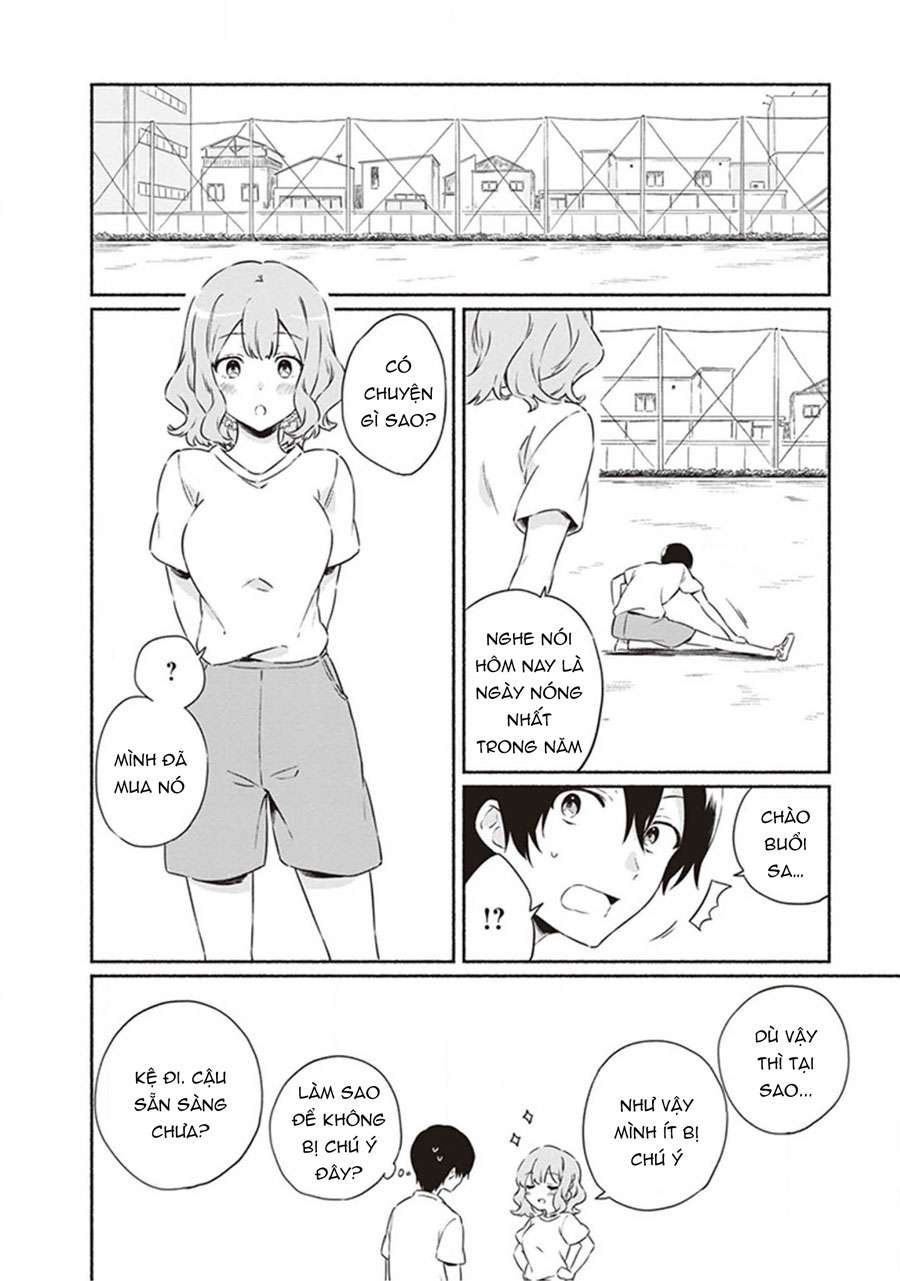 NGHE NÓI
HÔM NAY LÀ
NGÀY NÓNG
NHẤT
TRONG NĂM
CHÀO
BUỔI
SA...
!?
CÓ
CHUYỆN
GÌ SAO?
?
MÌNH ĐÃ
MUA NÓ
DÙ VẬY
THÌ TẠI
SAO...
NHƯ VẬY
MÌNH ÍT BỊ
CHÚ Ý
LÀM SAO
ĐỂ KHÔNG
BỊ CHÚ Ý
ĐÂY?
KỆ ĐI. CẬU
SẴN SÀNG
CHƯA?